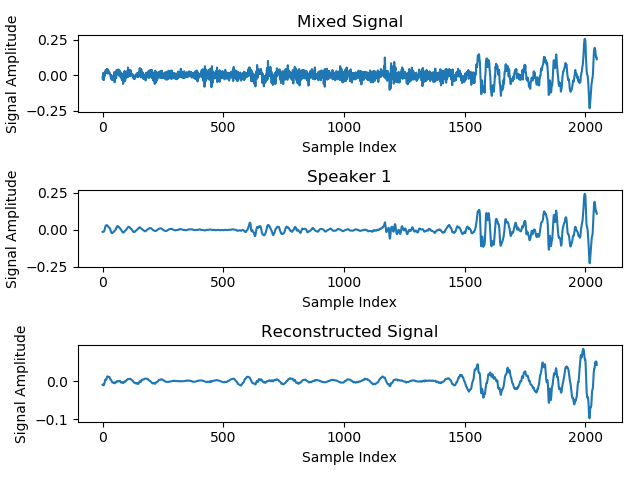 Mixed Signal
Signal Amplitude
0.25
0.00
−0.25
0 500 1000 1500 2000
Sample Index
Speaker 1
Signal Amplitude
0.25
0.00
−0.25
0 500 1000 1500 2000
Sample Index
Reconstructed Signal
Signal Amplitude
0.0
−0.1
0 500 1000 1500 2000
Sample Index